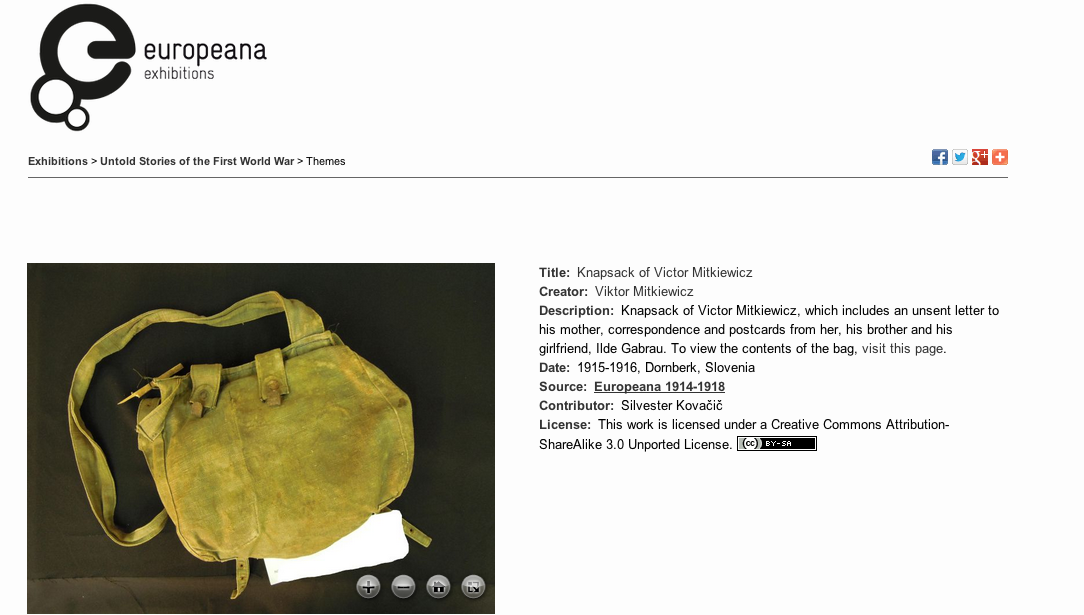 europeana
exhibitions
Exhibitions > Untold Stories of the First World War > Themes
Title: Knapsack of Victor Mitkiewicz
Creator: Viktor Mitkiewicz
Description: Knapsack of Victor Mitkiewicz, which includes an unsent letter to
his mother, correspondence and postcards from her, his brother and his
girlfriend, Ilde Gabrau. To view the contents of the bag, visit this page.
Date: 1915-1916, Dornberk, Slovenia
Source: Europeana 1914-1918
Contributor: Silvester Kovačič
License: This work is licensed under a Creative Commons Attribution-
ShareAlike 3.0 Unported License. (cc) BY-SA